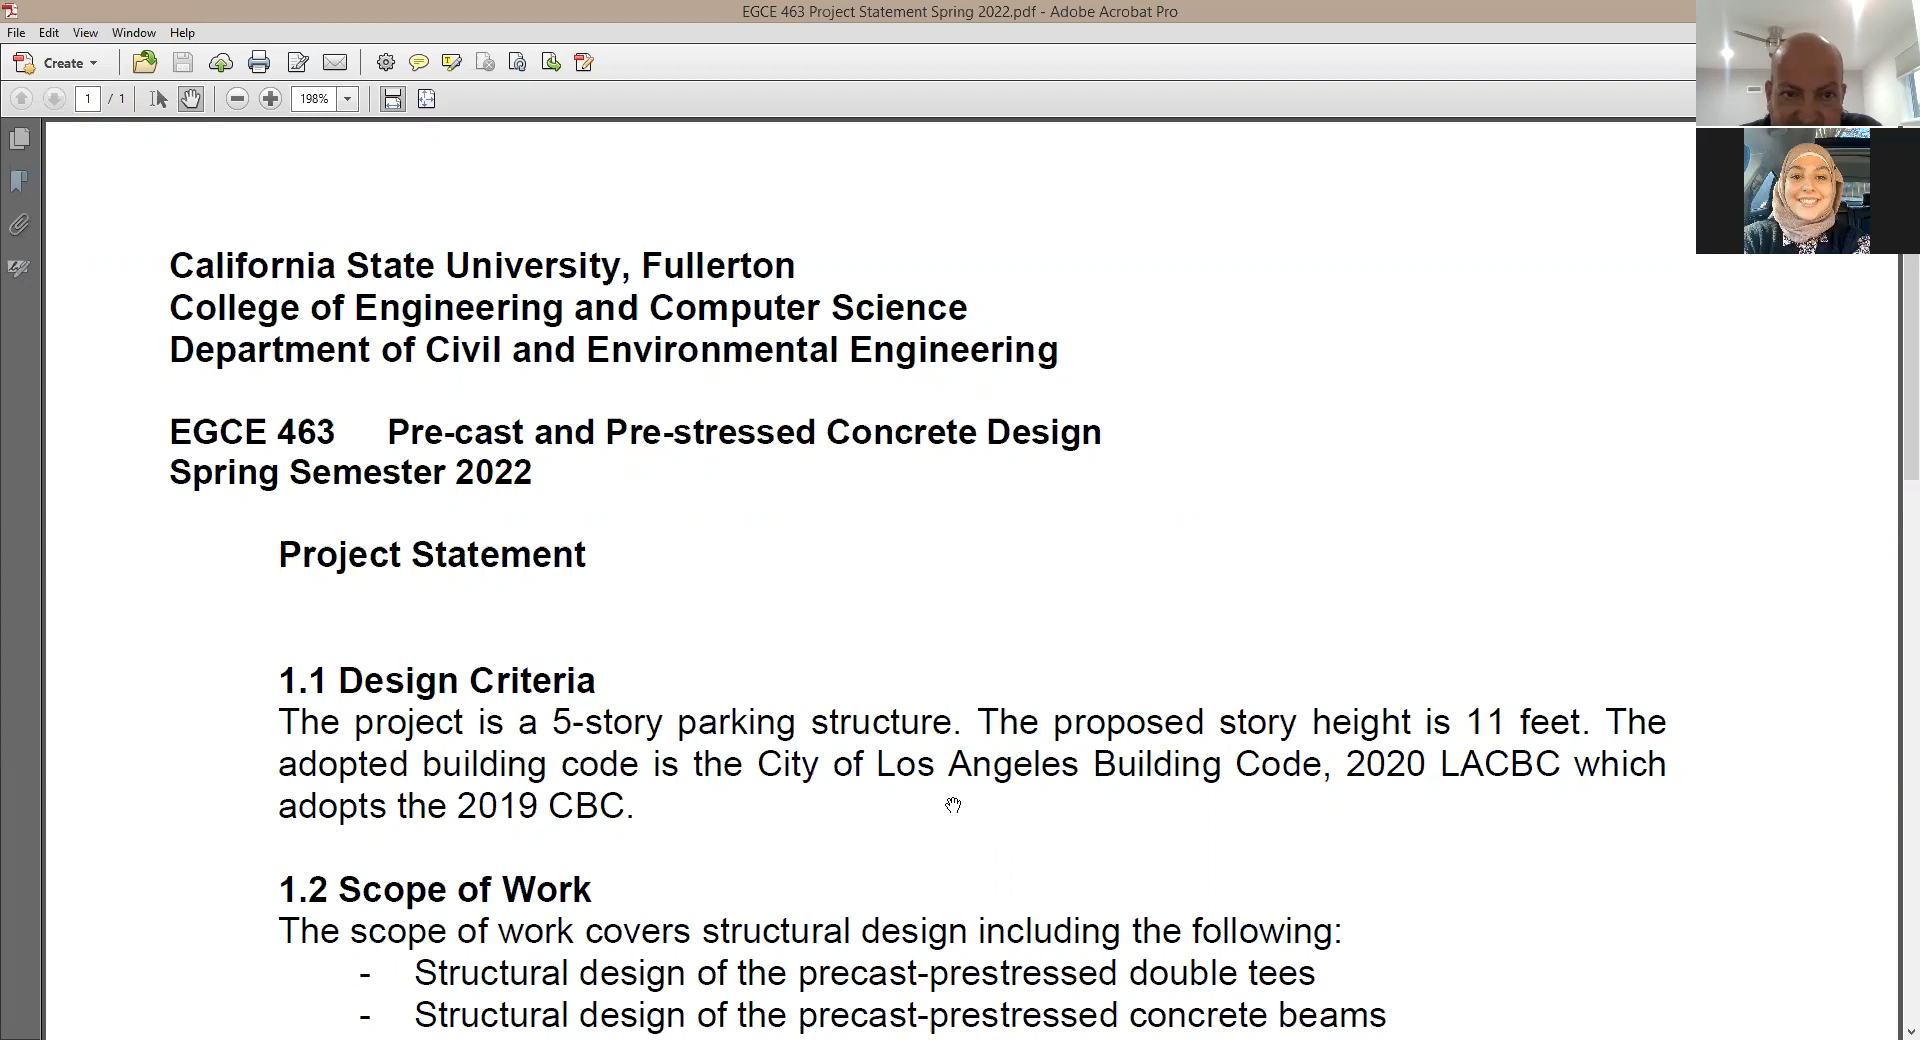 EGCE 463 Project Statement Spring 2022.pdf - Adobe Acrobat Pro
File Edit View Window Help
Create
1 / 1 198%
California State University, Fullerton
College of Engineering and Computer Science
Department of Civil and Environmental Engineering
EGCE 463 Pre-cast and Pre-stressed Concrete Design
Spring Semester 2022
Project Statement
1.1 Design Criteria
The project is a 5-story parking structure. The proposed story height is 11 feet. The
adopted building code is the City of Los Angeles Building Code, 2020 LACBC which
adopts the 2019 CBC.
1.2 Scope of Work
The scope of work covers structural design including the following:
- Structural design of the precast-prestressed double tees
- Structural design of the precast-prestressed concrete beams